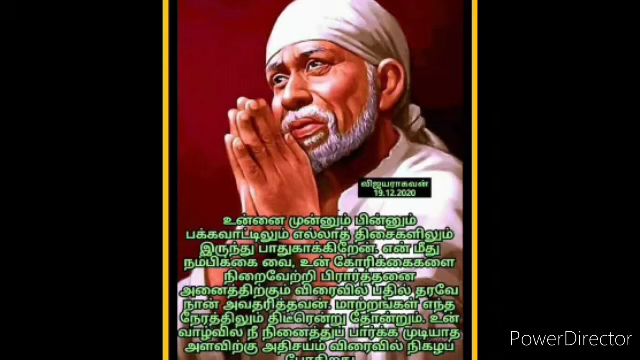 விஜயராகவன்
19.12.2020
உன்னை முன்னும் பின்னும்
பக்கவாட்டிலும் எல்லாத் திசைகளிலும்
இருந்து பாதுகாக்கிறேன். என் மீது
நம்பிக்கை வை, உன் கோரிக்கைகளை
நிறைவேற்றி பிரார்த்தனை
அனைத்திற்கும் விரைவில் பதில் தரவே
நான் அவதரித்தவன். மாற்றங்கள் எந்த
நேரத்திலும் திடீரென்று தோன்றும். உன்
வாழ்வில் நீ நினைத்துப் பார்க்க முடியாத
அளவிற்கு அதிசயம் விரைவில் நிகழப்
PowerDirector